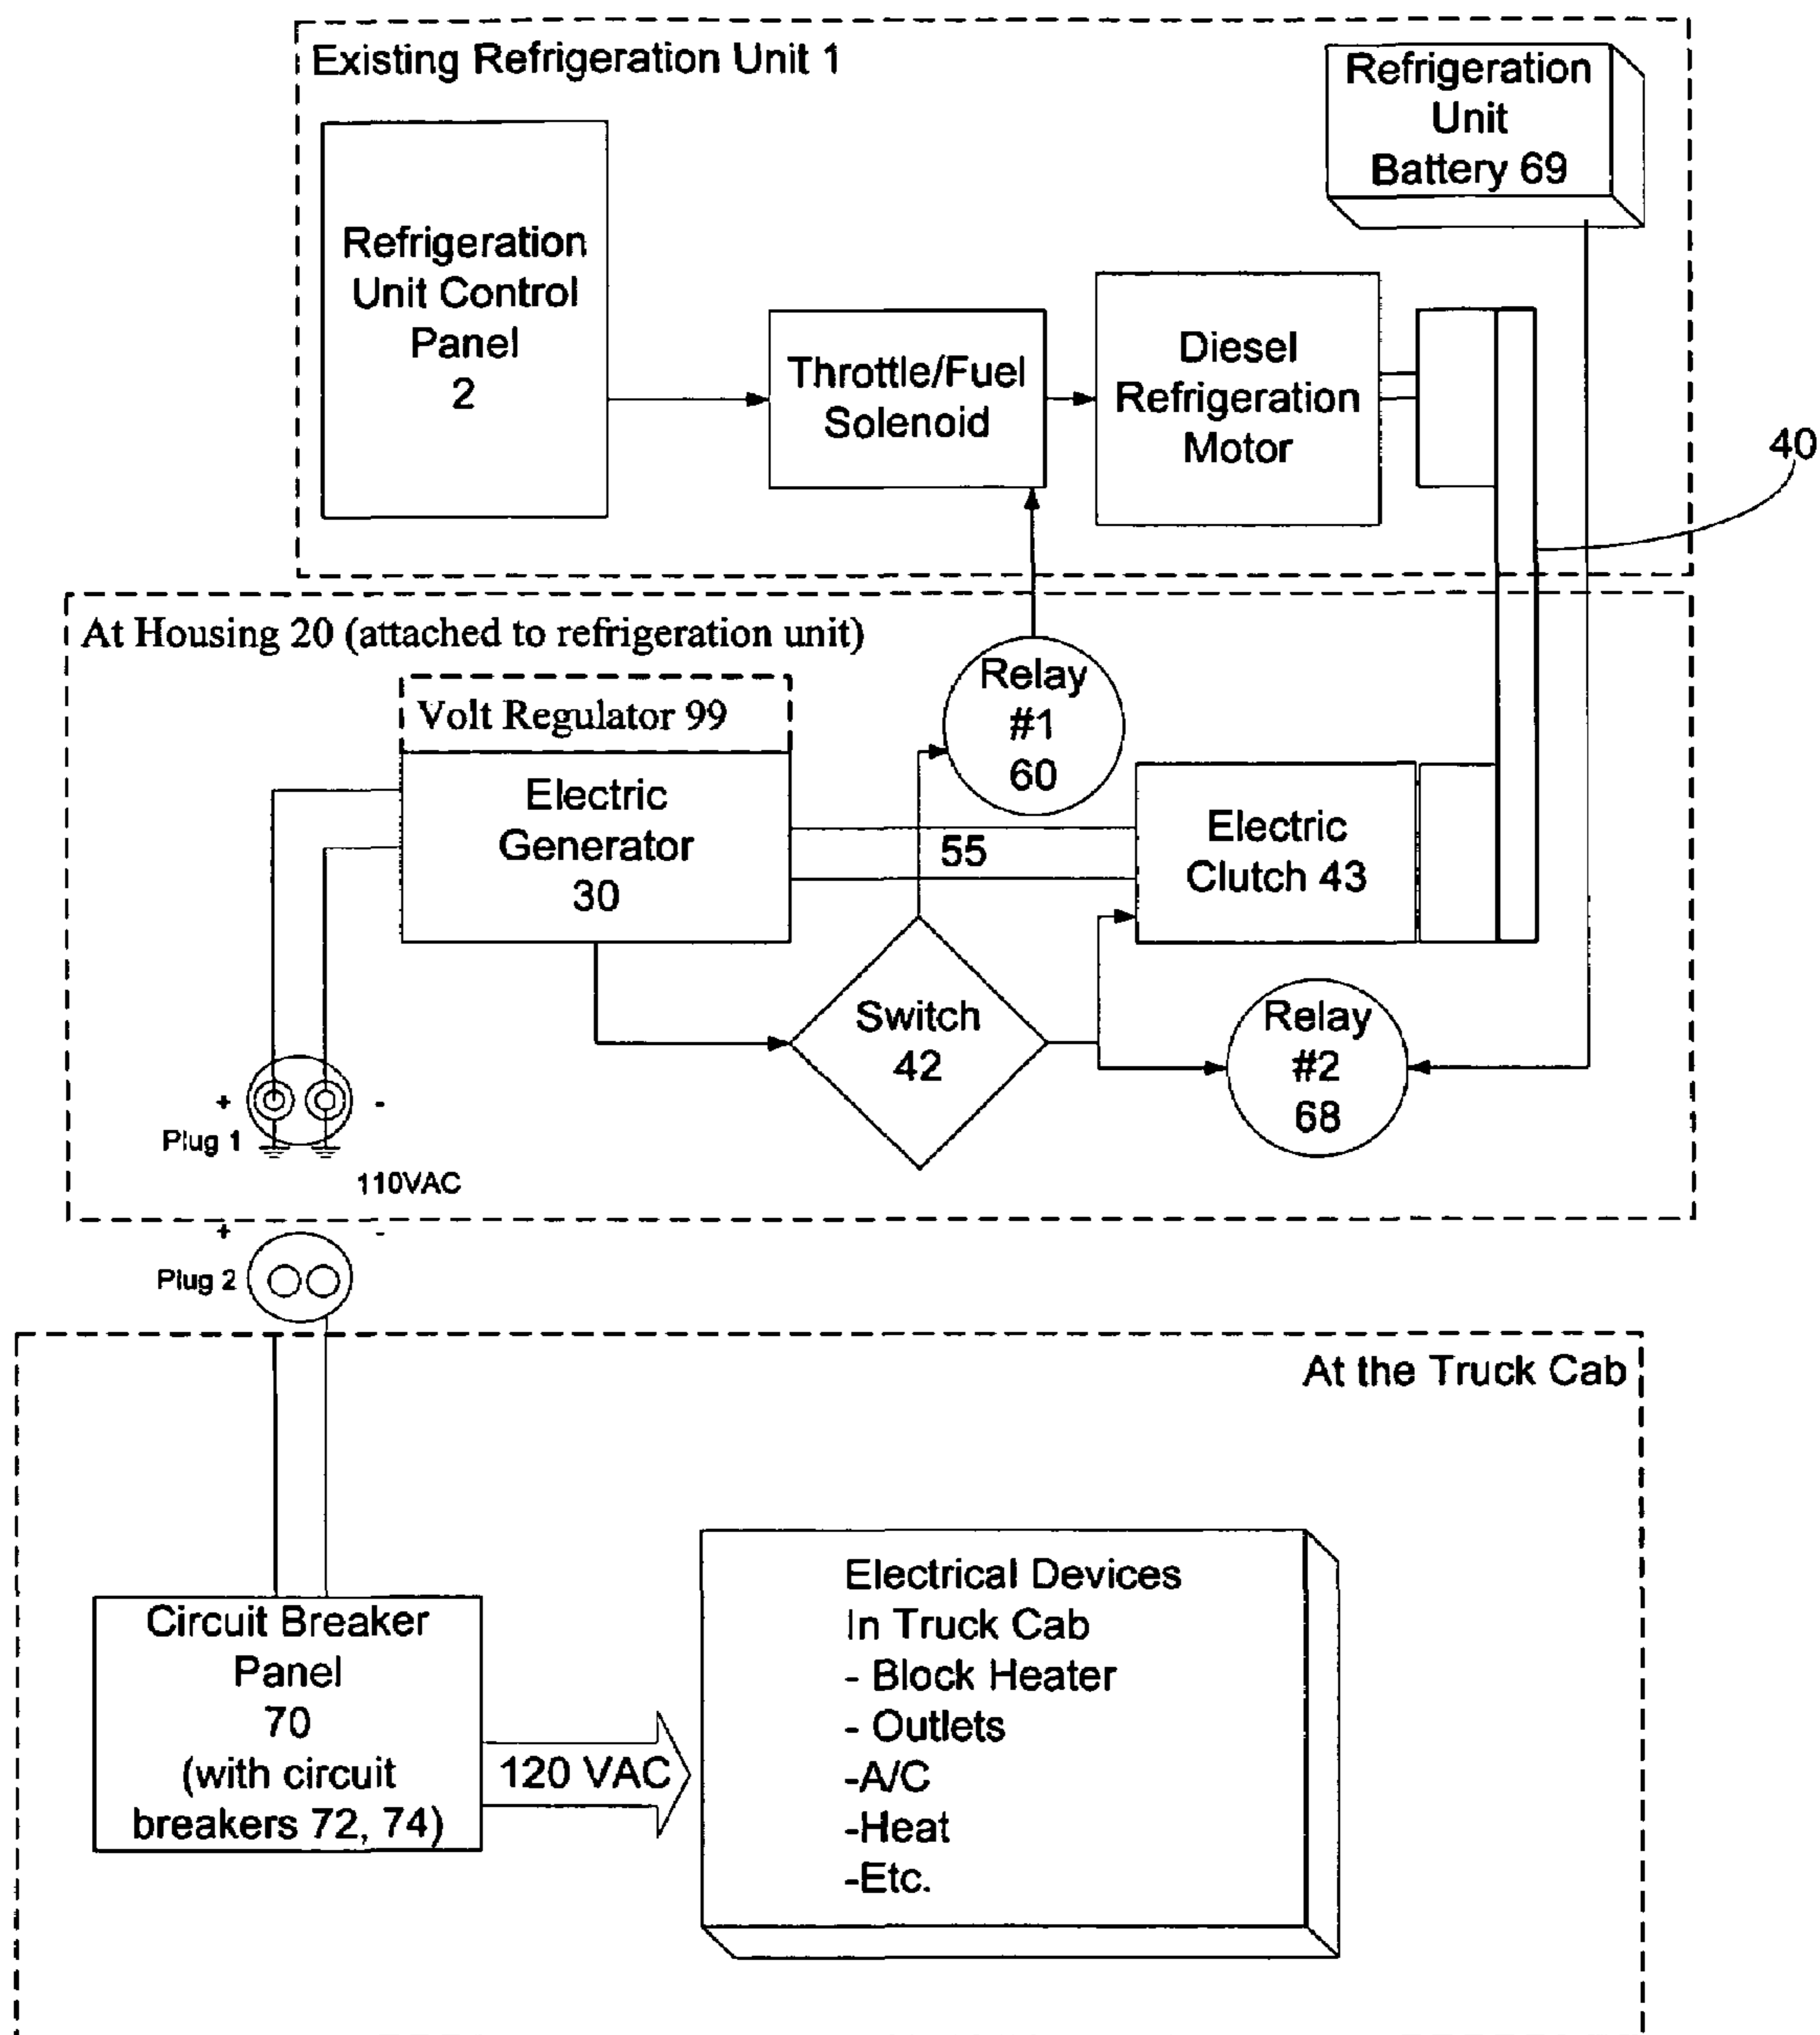 Existing Refrigeration Unit 1
Refrigeration
Unit
Battery 69
Refrigeration
Unit Control
Panel
2
Throttle/Fuel
Solenoid
Diesel
Refrigeration
Motor
40
At Housing 20 (attached to refrigeration unit)
Volt Regulator 99
Electric
Generator
30
Relay
#1
60
55
Electric
Clutch 43
Switch
42
Relay
#2
68
+ -
Plug 1
110VAC
+ -
Plug 2
At the Truck Cab
Circuit Breaker
Panel
70
(with circuit
breakers 72, 74)
120 VAC
Electrical Devices
In Truck Cab
- Block Heater
- Outlets
-A/C
-Heat
-Etc.